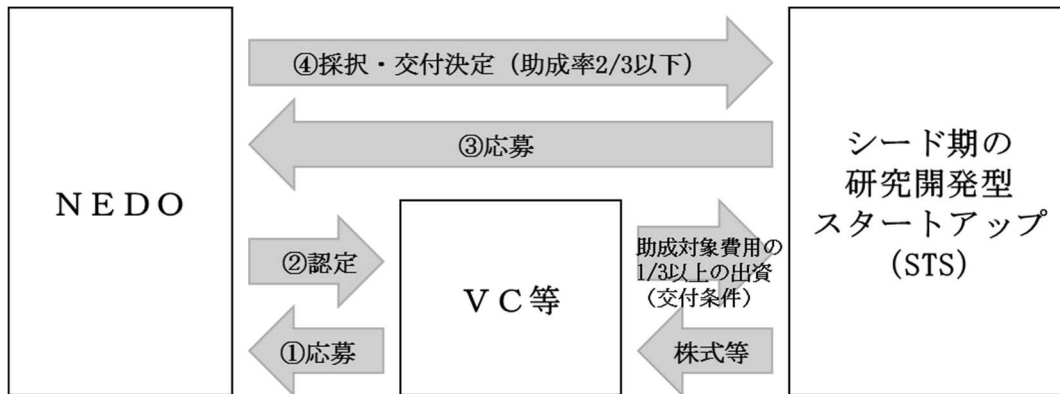 ④採択・交付決定（助成率2/3以下）
③応募
ＮＥＤＯ
②認定
①応募
ＶＣ等
助成対象費用の
1/3以上の出資
（交付条件）
株式等
シード期の
研究開発型
スタートアップ
（STS）